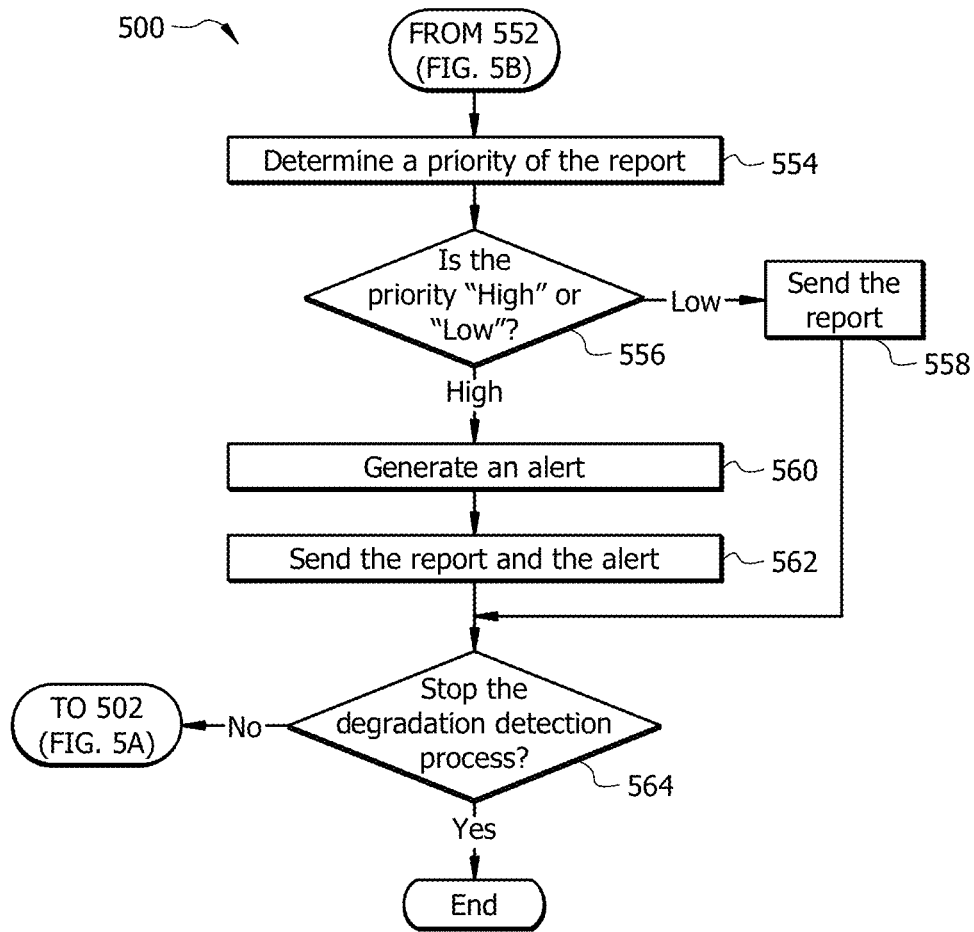 500
FROM 552
(FIG. 5B)
Determine a priority of the report
554
Is the
priority “High” or
“Low”?
556
Low
Send the
report
558
High
Generate an alert
560
Send the report and the alert
562
Stop the
degradation detection
process?
564
No
TO 502
(FIG. 5A)
Yes
End